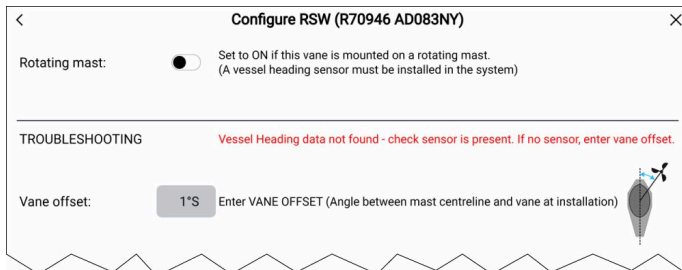 Configure RSW (R70946 AD083NY)
Rotating mast:
Set to ON if this vane is mounted on a rotating mast.
(A vessel heading sensor must be installed in the system)
TROUBLESHOOTING
Vessel Heading data not found - check sensor is present. If no sensor, enter vane offset.
Vane offset:
1°S
Enter VANE OFFSET (Angle between mast centreline and vane at installation)